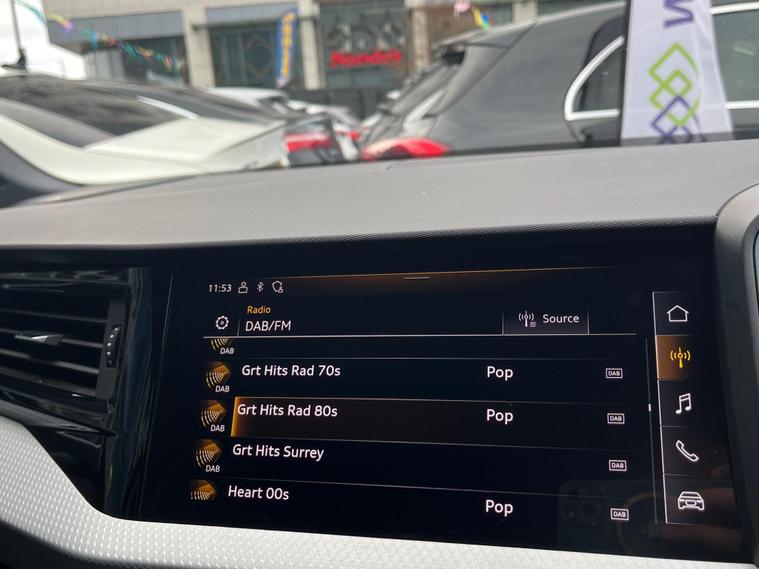 Nando's
N
11:53
Radio
DAB/FM
Source
DAB
Grt Hits Rad 70s Pop DAB
DAB
Grt Hits Rad 80s Pop DAB
DAB
Grt Hits Surrey DAB
DAB
Heart 00s Pop DAB